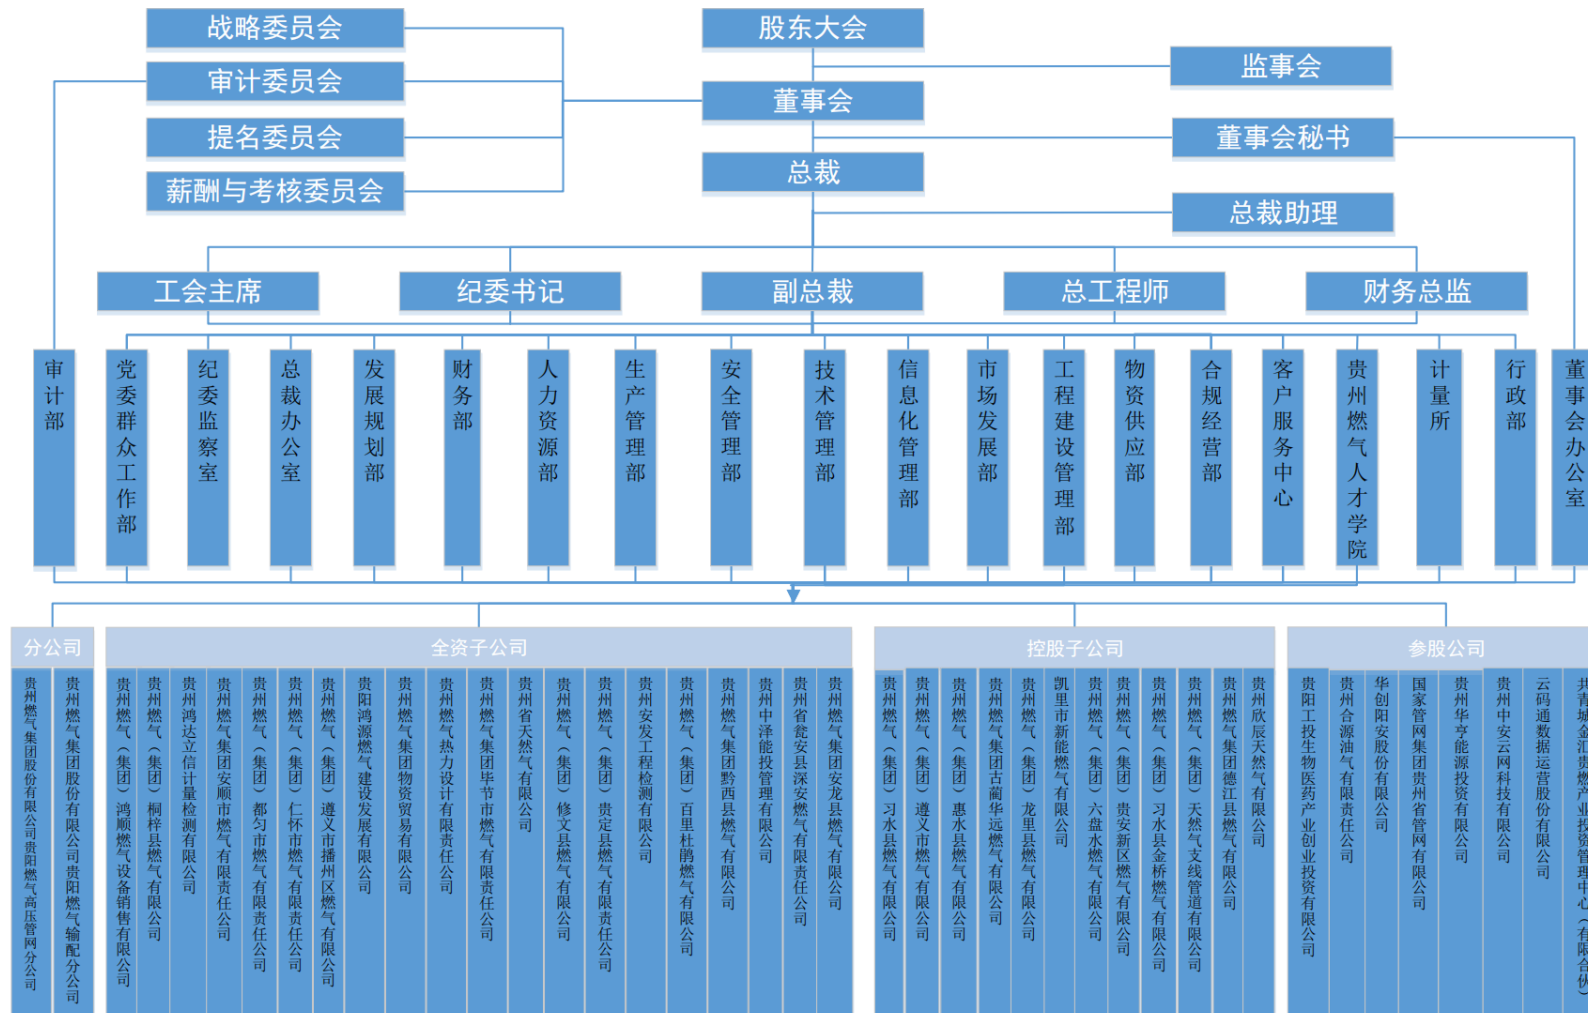 战略委员会
股东大会
监事会
审计委员会
董事会
提名委员会
董事会秘书
总裁
薪酬与考核委员会
总裁助理
工会主席
纪委书记
副总裁
总工程师
财务总监
审计部
党委群众工作部
纪委监察室
总裁办公室
发展规划部
财务部
人力资源部
生产管理部
安全管理部
技术管理部
信息化管理部
市场发展部
工程建设管理部
物资供应部
合规经营部
客户服务中心
贵州燃气人才学院
计量所
行政部
董事会办公室
分公司
全资子公司
控股子公司
参股公司
贵州燃气集团股份有限公司贵阳燃气高压管网分公司
贵州燃气集团股份有限公司贵阳燃气输配分公司
贵州燃气（集团）鸿顺燃气设备销售有限公司
贵州燃气（集团）桐梓县燃气有限公司
贵州鸿达立信计量检测有限公司
贵州燃气集团安顺市燃气有限责任公司
贵州燃气（集团）都匀市燃气有限责任公司
贵州燃气（集团）仁怀市燃气有限责任公司
贵州燃气（集团）遵义市播州区燃气有限公司
贵阳鸿源燃气建设发展有限公司
贵州燃气集团物资贸易有限公司
贵州燃气热力设计有限责任公司
贵州燃气集团毕节市燃气有限责任公司
贵州省天然气有限公司
贵州燃气（集团）修文县燃气有限公司
贵州燃气（集团）贵定县燃气有限责任公司
贵州安发工程检测有限公司
贵州燃气（集团）百里杜鹃燃气有限公司
贵州燃气集团黔西县燃气有限公司
贵州中泽能投管理有限公司
贵州省瓮安县深安燃气有限责任公司
贵州燃气集团安龙县燃气有限公司
贵州燃气（集团）习水县燃气有限公司
贵州燃气（集团）遵义市燃气有限公司
贵州燃气（集团）惠水县燃气有限公司
贵州燃气集团古蔺华远燃气有限公司
贵州燃气（集团）龙里县燃气有限公司
凯里市新能燃气有限公司
贵州燃气（集团）六盘水燃气有限公司
贵州燃气（集团）贵安新区燃气有限公司
贵州燃气（集团）习水县金桥燃气有限公司
贵州燃气（集团）天然气支线管道有限公司
贵州燃气集团德江县燃气有限公司
贵州欣辰天然气有限公司
贵阳工投生物医药产业创业投资有限公司
贵州合源油气有限责任公司
华创阳安股份有限公司
国家管网集团贵州省管网有限公司
贵州华亨能源投资有限公司
贵州中安云网科技有限公司
云码通数据运营股份有限公司
共青城金汇贵燃产业投资管理中心（有限合伙）